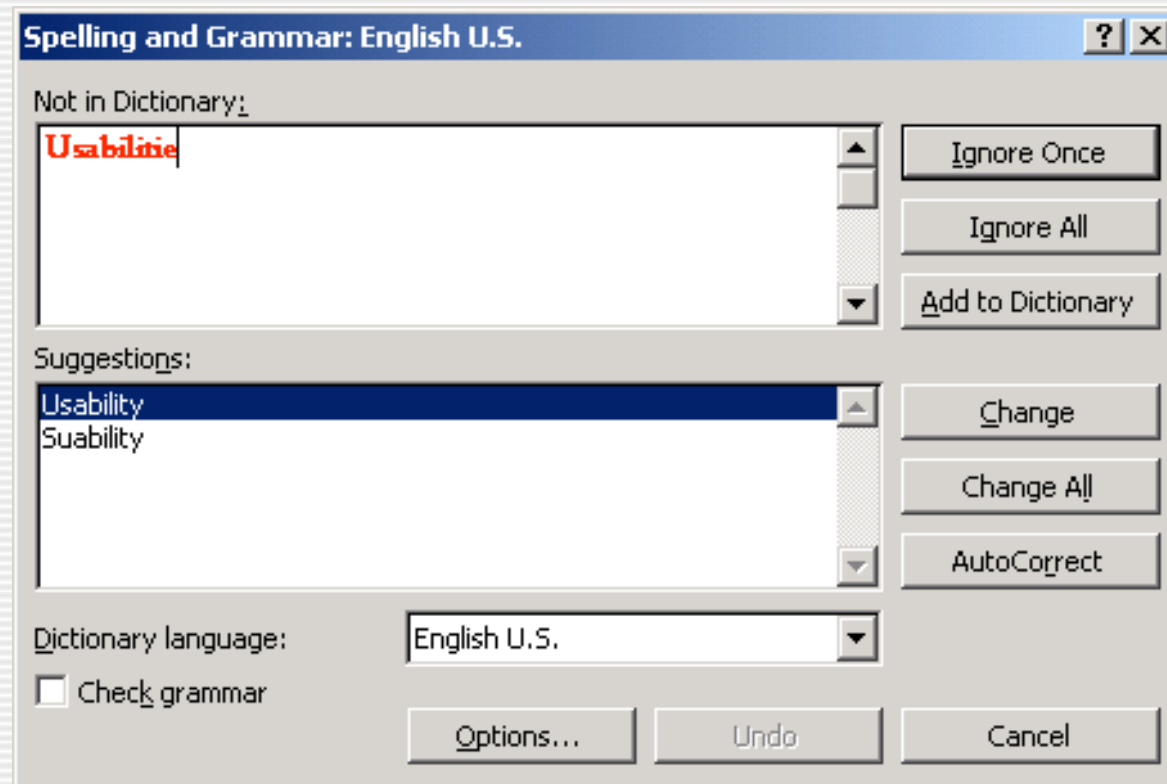 Spelling and Grammar: English U.S.
Not in Dictionary:
Usabilitie
Ignore Once
Ignore All
Add to Dictionary
Suggestions:
Usability
Suability
Change
Change All
AutoCorrect
Dictionary language:
English U.S.
Check grammar
Options...
Undo
Cancel